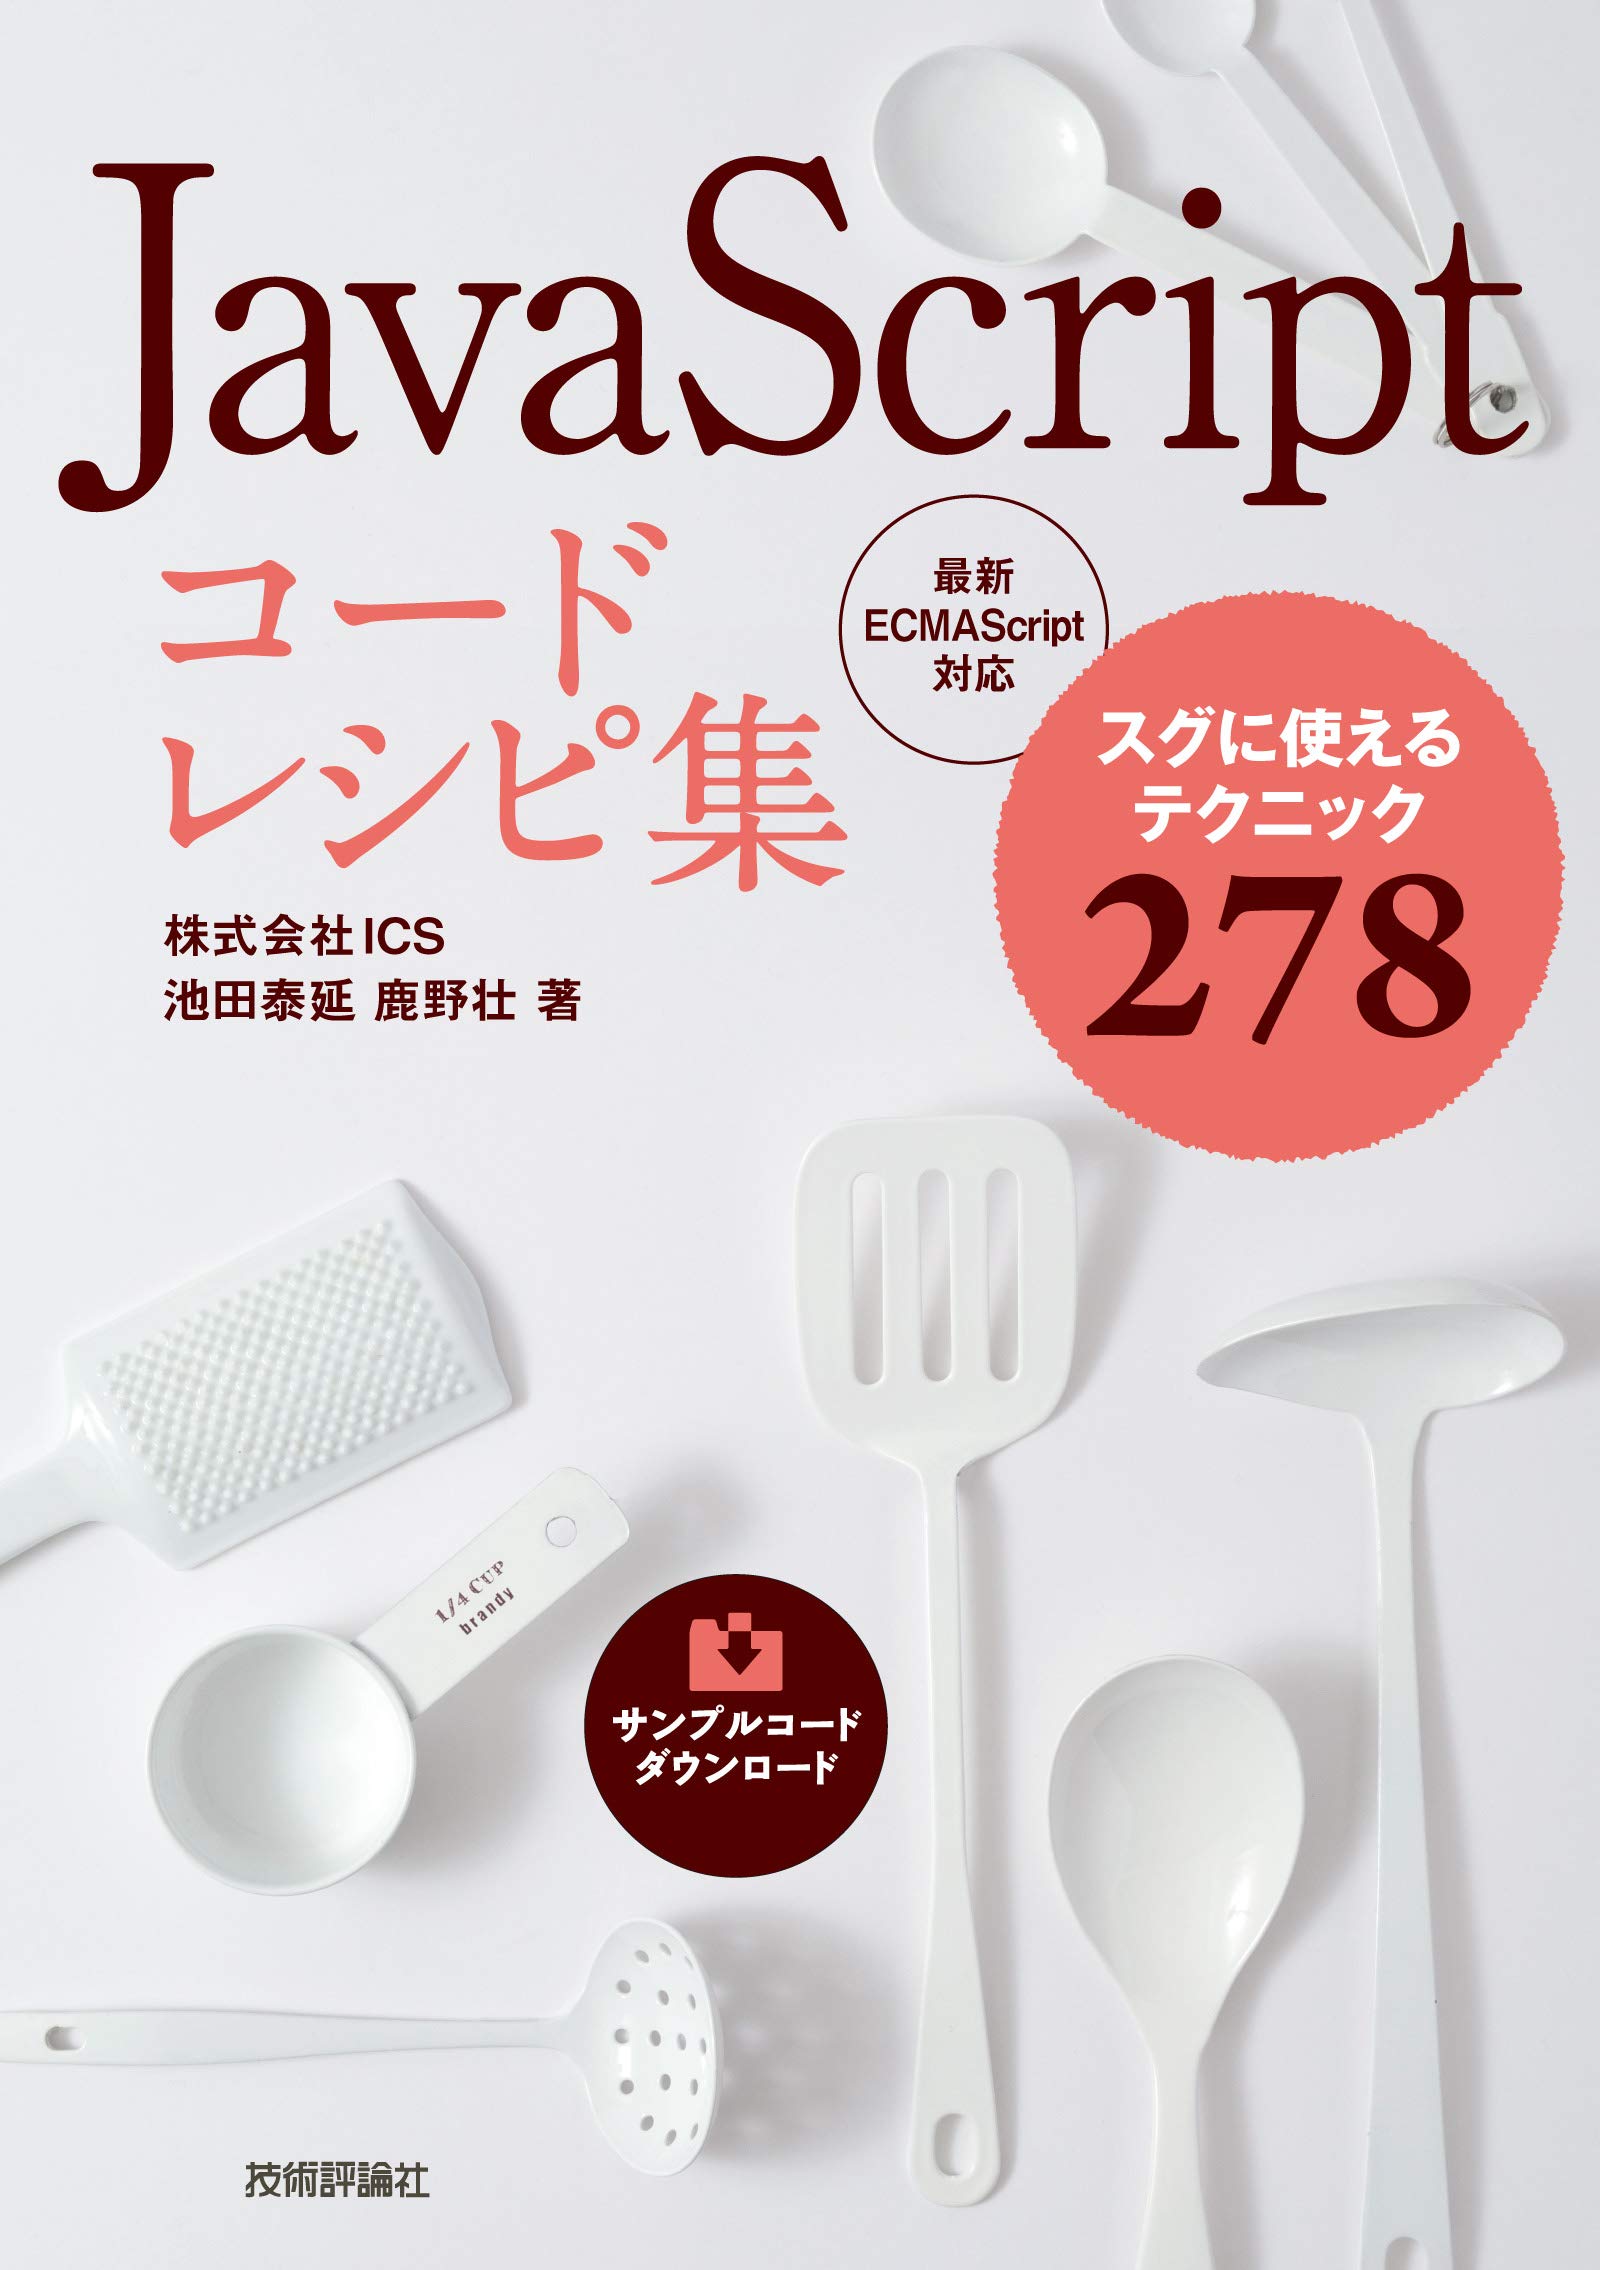 JavaScript
コード
レシピ集
最新
ECMAScript
対応
スグに使える
テクニック
278
株式会社ICS
池田泰延 鹿野壮 著
1/4 CUP
brandy
サンプルコード
ダウンロード
技術評論社